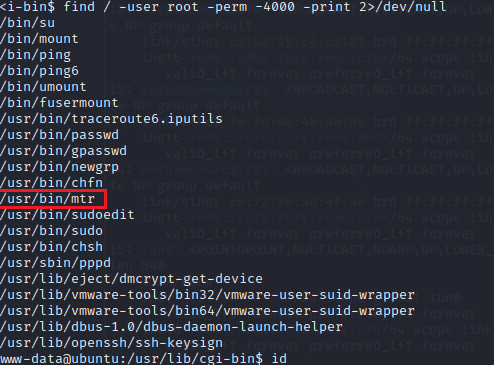 <i-bin$ find / -user root -perm -4000 -print 2>/dev/null
/bin/su
/bin/mount
/bin/ping
/bin/ping6
/bin/umount
/bin/fusermount
/usr/bin/traceroute6.iputils
/usr/bin/passwd
/usr/bin/gpasswd
/usr/bin/newgrp
/usr/bin/chfn
/usr/bin/mtr
/usr/bin/sudoedit
/usr/bin/sudo
/usr/bin/chsh
/usr/sbin/pppd
/usr/lib/eject/dmcrypt-get-device
/usr/lib/vmware-tools/bin32/vmware-user-suid-wrapper
/usr/lib/vmware-tools/bin64/vmware-user-suid-wrapper
/usr/lib/dbus-1.0/dbus-daemon-launch-helper
/usr/lib/openssh/ssh-keysign
www-data@ubuntu:/usr/lib/cgi-bin$ id